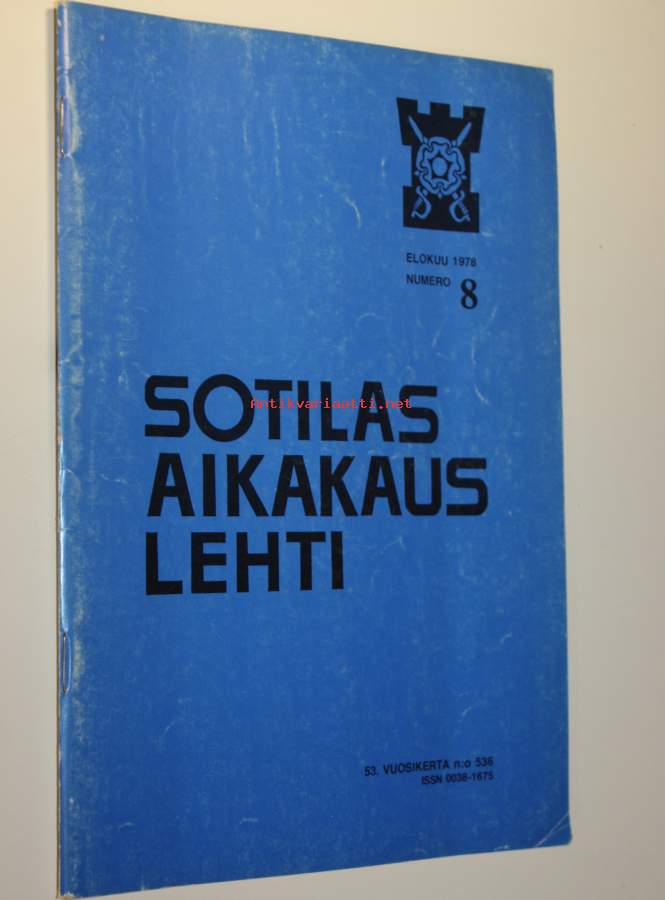 ELOKUU 1978
NUMERO 8
SOTILAS
Antikvariaatti.net
AIKAKAUS
LEHTI
53. VUOSIKERTA n:o 536
ISSN 0038-1675